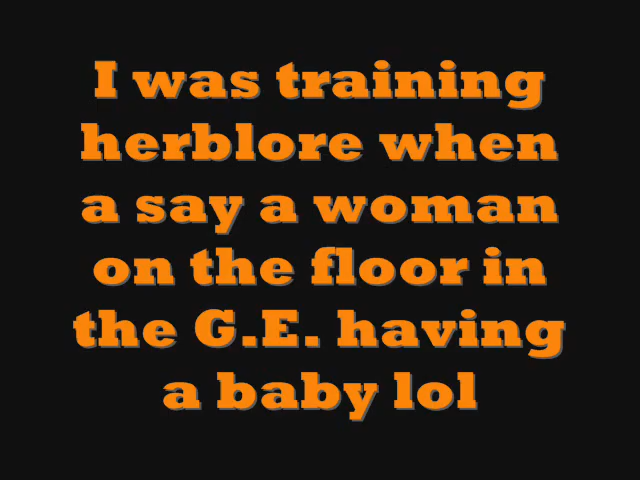 I was training
herblore when
a say a woman
on the floor in
the G.E. having
a baby lol